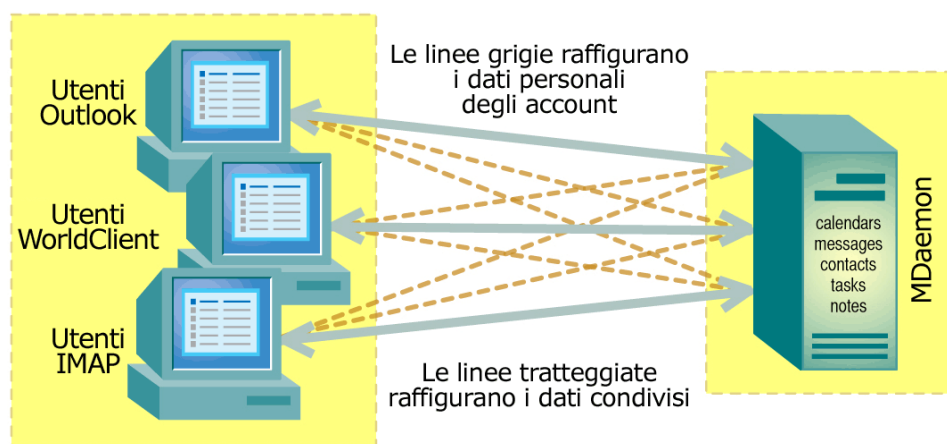 Utenti
Outlook
Utenti
WorldClient
Utenti
IMAP
Le linee grigie raffigurano
i dati personali
degli account
Le linee tratteggiate
raffigurano i dati condivisi
calendars
messages
contacts
tasks
notes
MDaemon